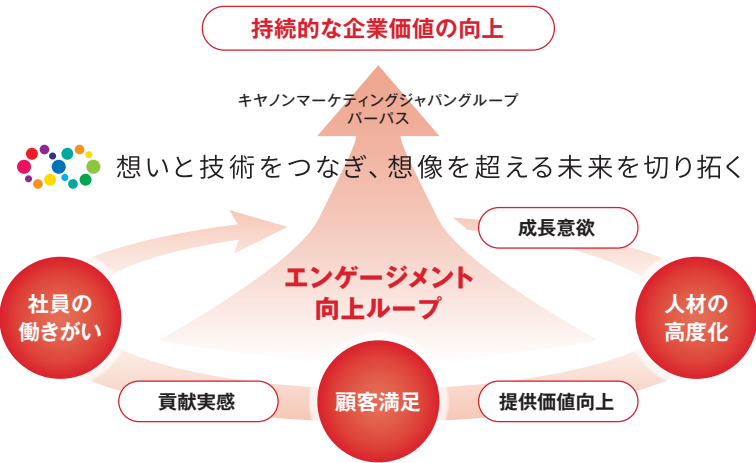 持続的な企業価値の向上
キヤノンマーケティングジャパングループ
パーパス
想いと技術をつなぎ、想像を超える未来を切り拓く
成長意欲
エンゲージメント
向上ループ
社員の
働きがい
人材の
高度化
貢献実感
顧客満足
提供価値向上